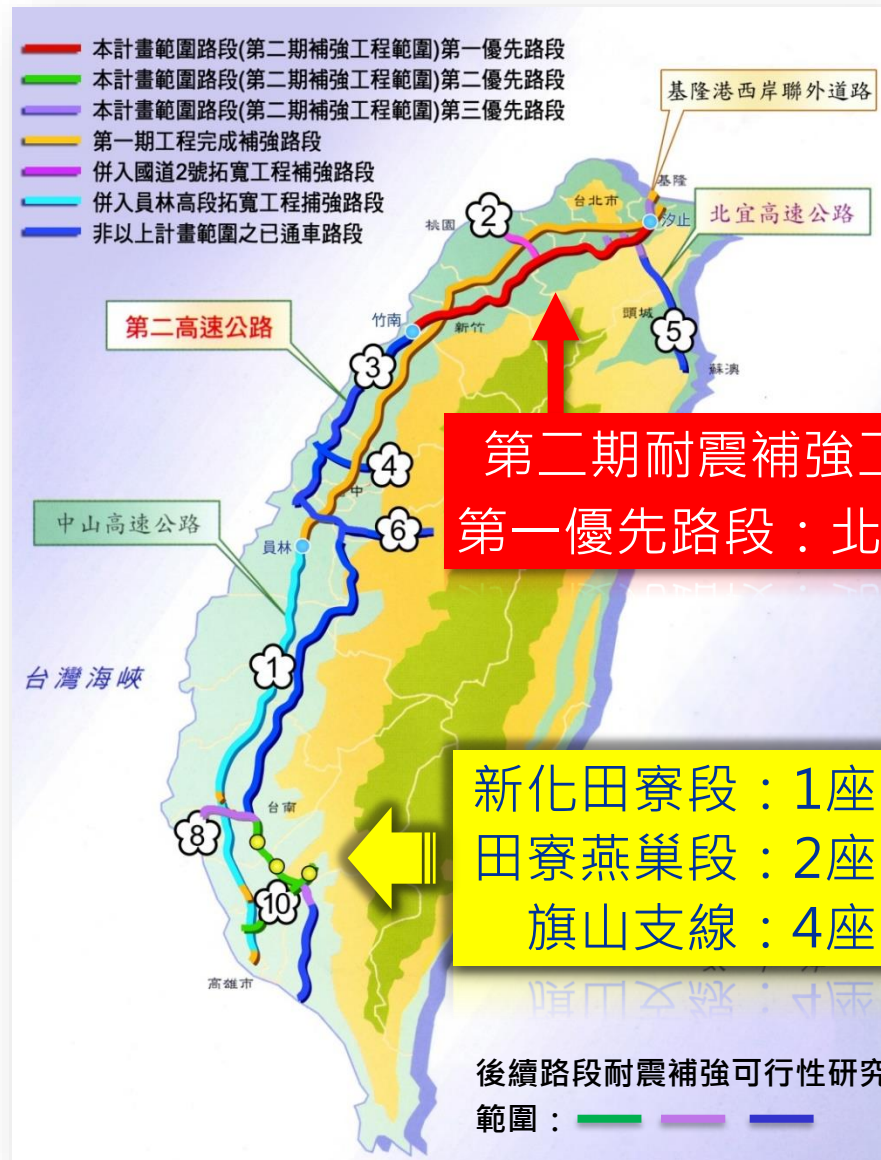 本計畫範圍路段(第二期補強工程範圍)第一優先路段
本計畫範圍路段(第二期補強工程範圍)第二優先路段
本計畫範圍路段(第二期補強工程範圍)第三優先路段
第一期工程完成補強路段
併入國道2號拓寬工程補強路段
併入員林高段拓寬工程捕強路段
非以上計畫範圍之已通車路段
基隆港西岸聯外道路
基隆
台北市
汐止
北宜高速公路
桃園
2
頭城
5
蘇澳
竹南
新竹
第二高速公路
3
第二期耐震補強工
第一優先路段：北
4
中
6
中山高速公路
員林
1
台灣海峽
新化田寮段：1座
田寮燕巢段：2座
旗山支線：4座
台南
8
10
高雄市
後續路段耐震補強可行性研究
範圍：